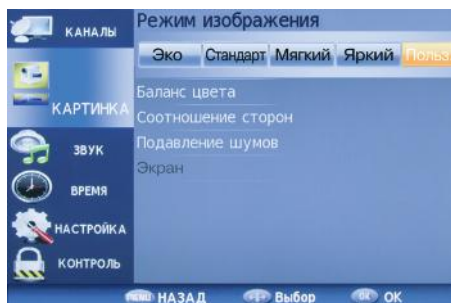 КАНАЛЫ
КАРТИНКА
ЗВУК
ВРЕМЯ
НАСТРОЙКА
КОНТРОЛЬ
Режим изображения
Эко Стандарт Мягкий Яркий Польз
Баланс цвета
Соотношение сторон
Подавление шумов
Экран
MENU НАЗАД Выбор OK ОК